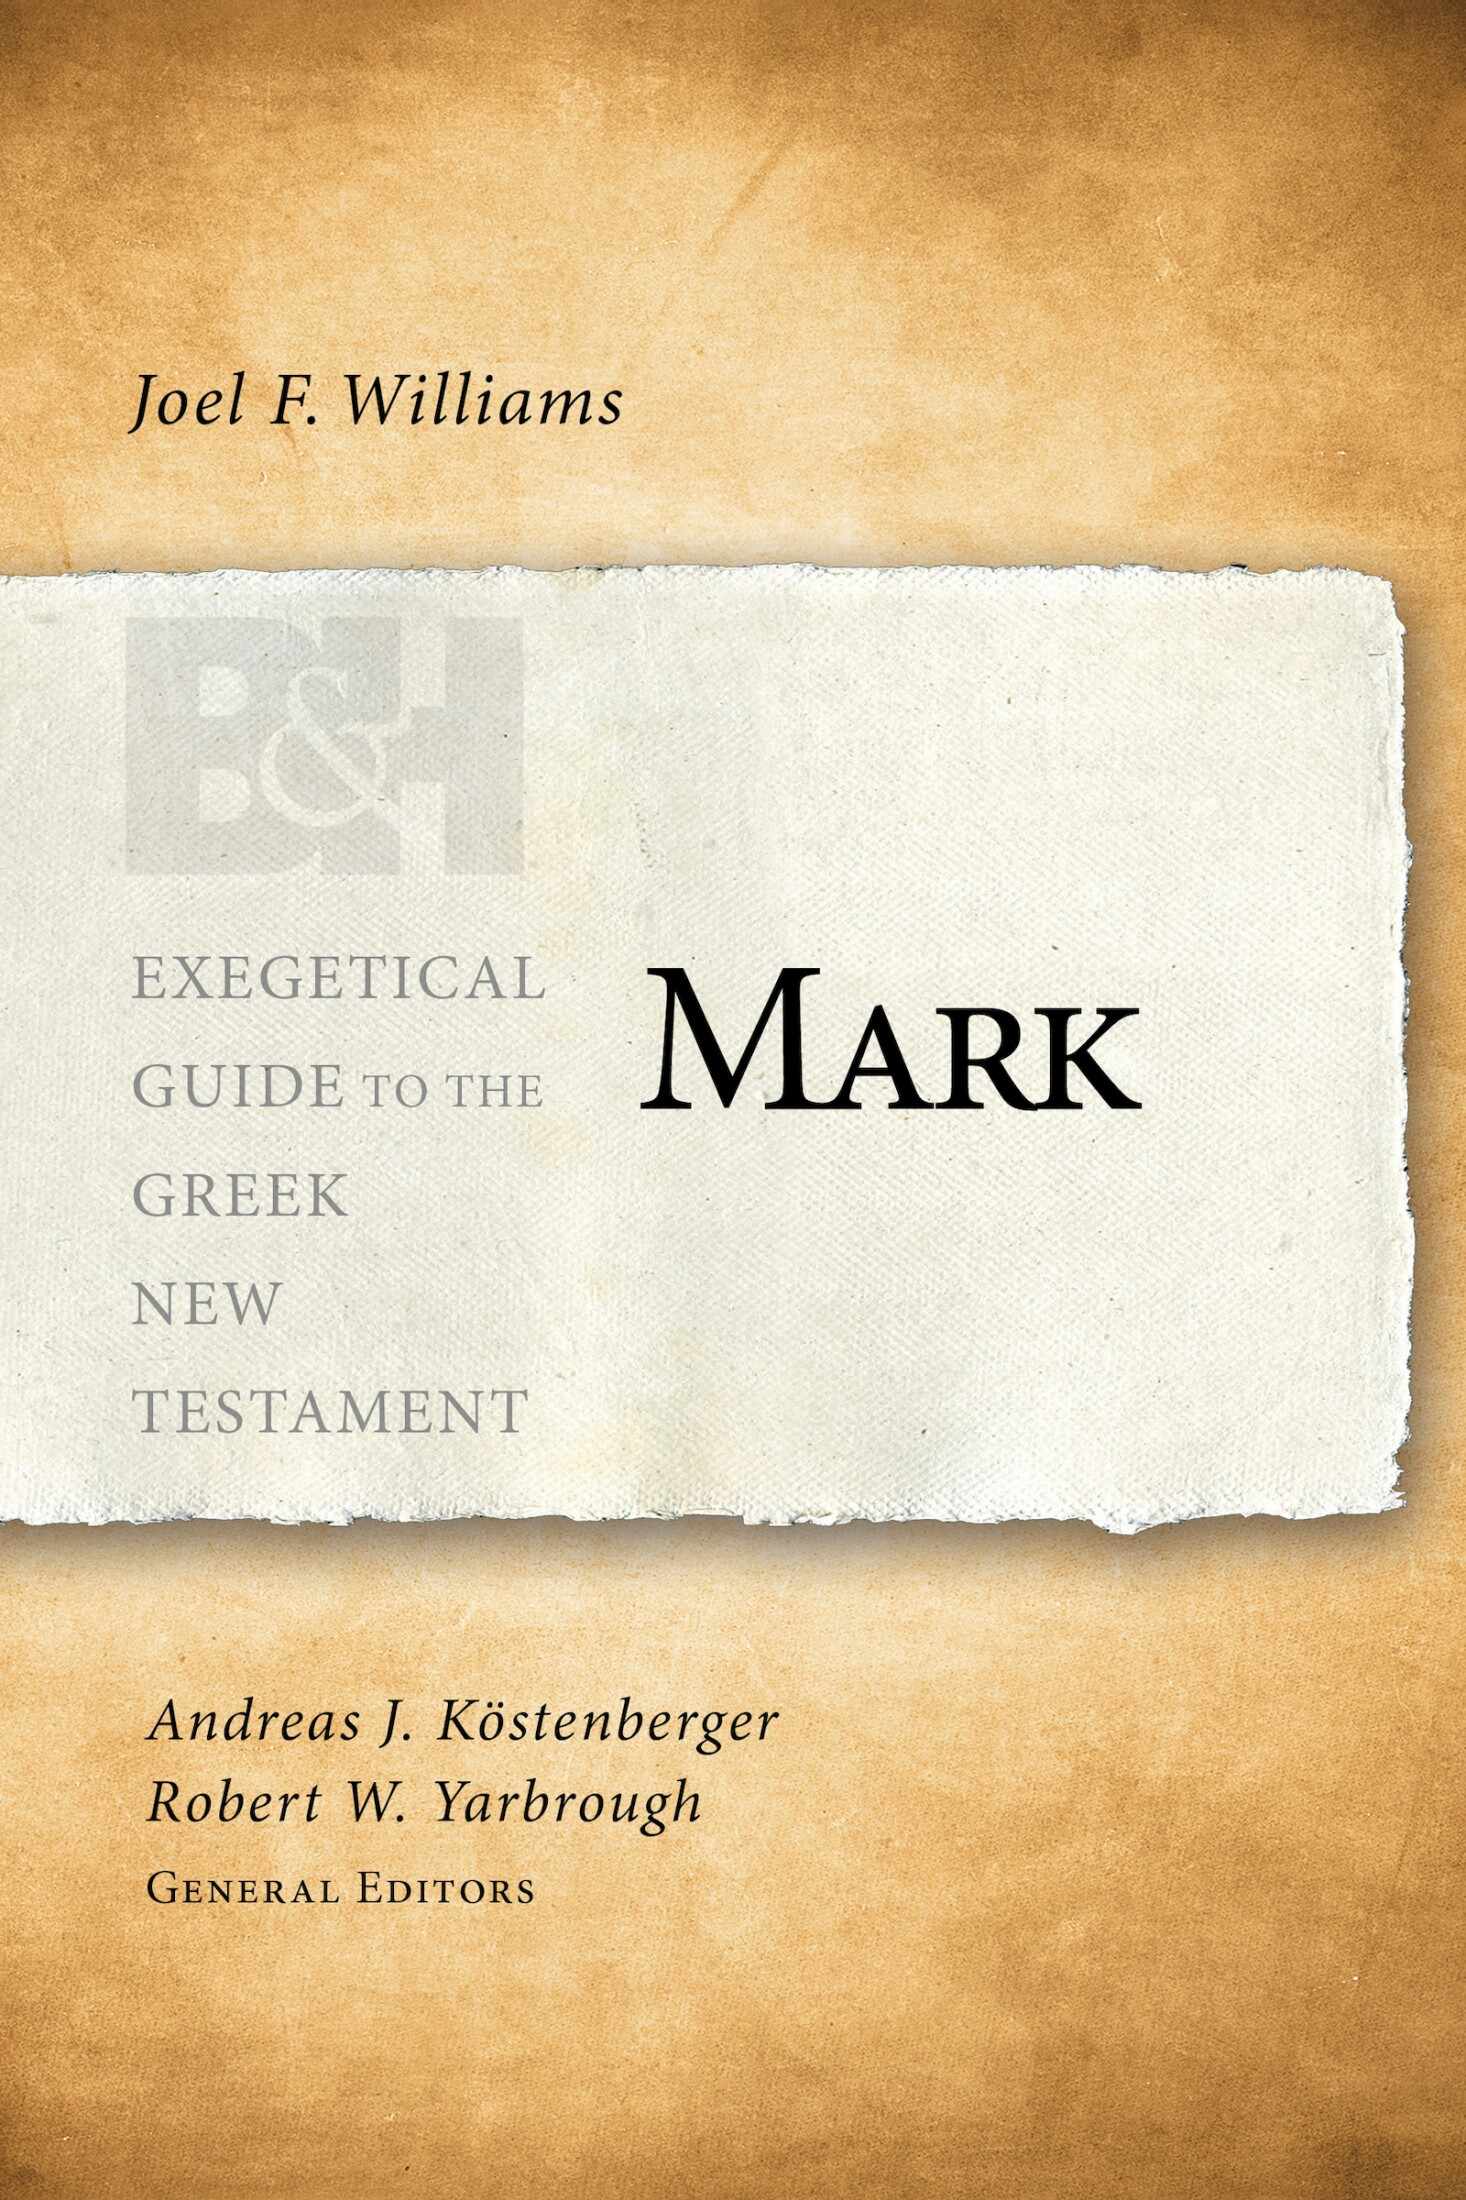 Joel F. Williams
B&H
EXEGETICAL
GUIDE TO THE
GREEK
NEW
TESTAMENT
MARK
Andreas J. Köstenberger
Robert W. Yarbrough
GENERAL EDITORS